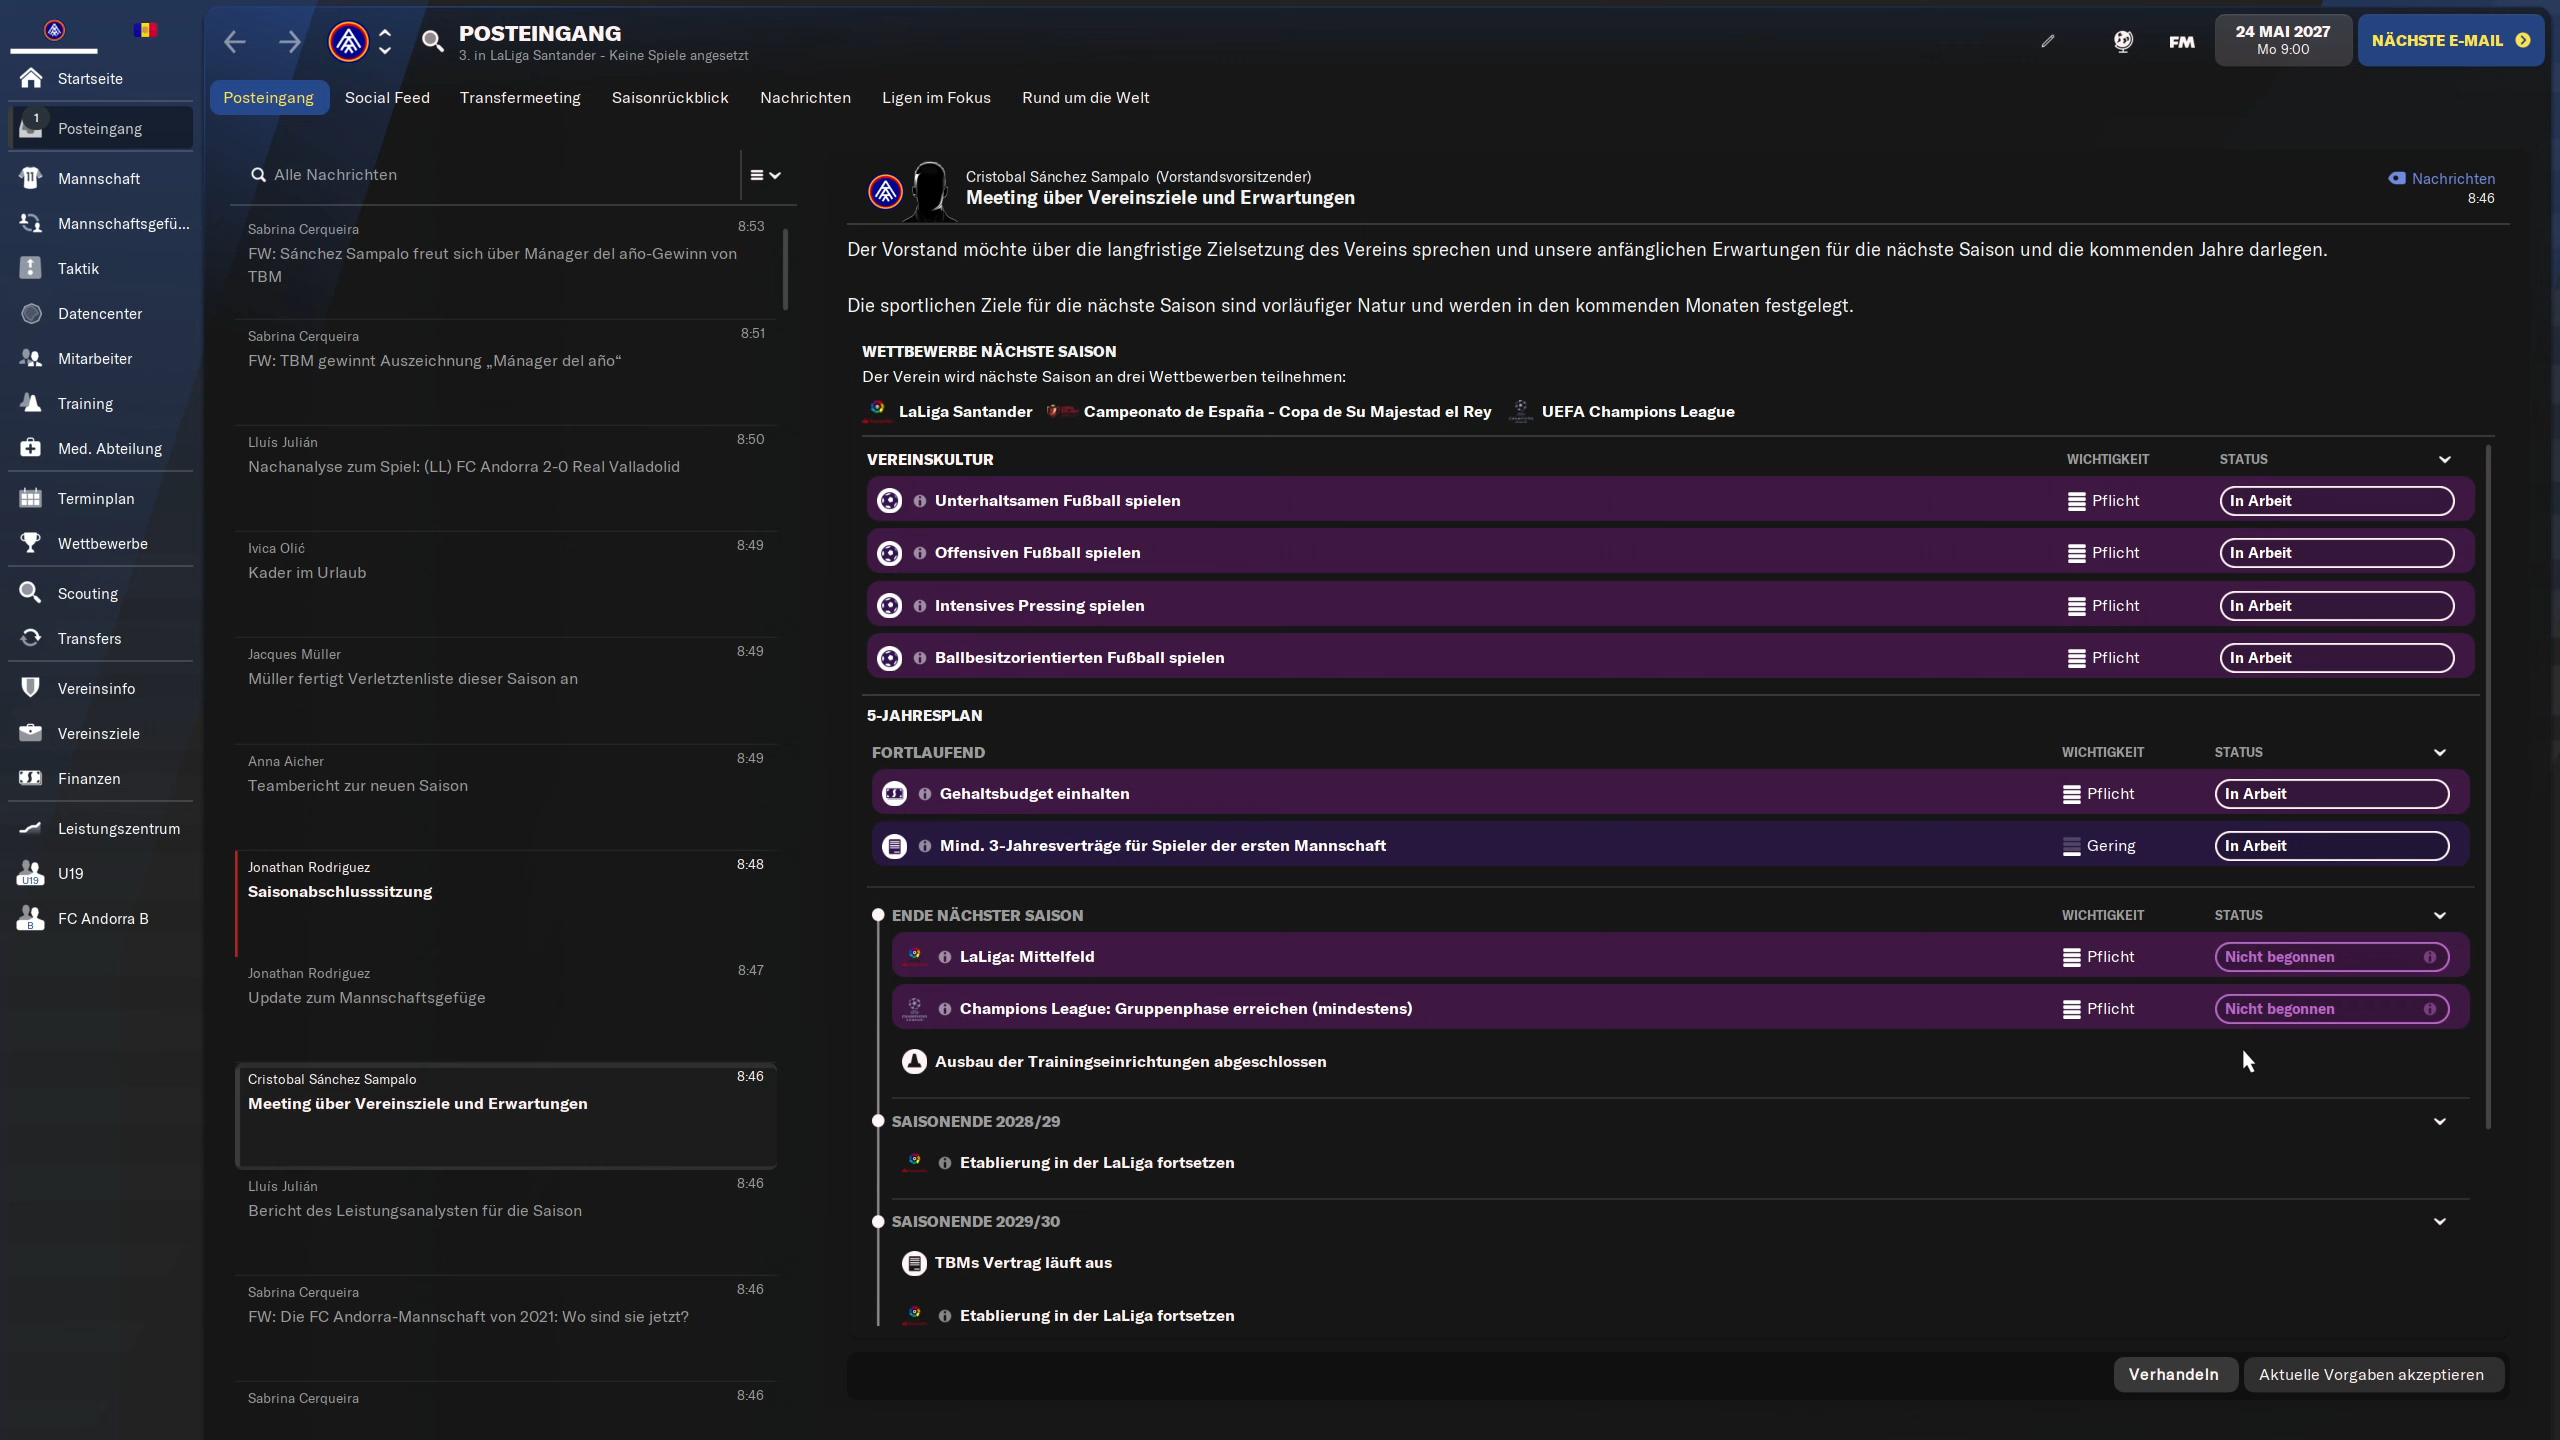 POSTEINGANG
3. in LaLiga Santander - Keine Spiele angesetzt
FM
24 MAI 2027
Mo 9:00
NÄCHSTE E-MAIL
Startseite
1
Posteingang
Mannschaft
Mannschaftsgefü...
Taktik
Datencenter
Mitarbeiter
Training
Med. Abteilung
Terminplan
Wettbewerbe
Scouting
Transfers
Vereinsinfo
Vereinsziele
Finanzen
Leistungszentrum
U19
U19
B
FC Andorra B
Posteingang Social Feed Transfermeeting Saisonrückblick Nachrichten Ligen im Fokus Rund um die Welt
Alle Nachrichten
Sabrina Cerqueira 8:53
FW: Sánchez Sampalo freut sich über Mánager del año-Gewinn von
TBM
Sabrina Cerqueira 8:51
FW: TBM gewinnt Auszeichnung „Mánager del año“
Lluís Julián 8:50
Nachanalyse zum Spiel: (LL) FC Andorra 2-0 Real Valladolid
Ivica Olić 8:49
Kader im Urlaub
Jacques Müller 8:49
Müller fertigt Verletztenliste dieser Saison an
Anna Aicher 8:49
Teambericht zur neuen Saison
Jonathan Rodriguez 8:48
Saisonabschlusssitzung
Jonathan Rodriguez 8:47
Update zum Mannschaftsgefüge
Cristobal Sánchez Sampalo 8:46
Meeting über Vereinsziele und Erwartungen
Lluís Julián 8:46
Bericht des Leistungsanalysten für die Saison
Sabrina Cerqueira 8:46
FW: Die FC Andorra-Mannschaft von 2021: Wo sind sie jetzt?
Sabrina Cerqueira 8:46
Cristobal Sánchez Sampalo (Vorstandsvorsitzender)
Meeting über Vereinsziele und Erwartungen
Nachrichten
8:46
Der Vorstand möchte über die langfristige Zielsetzung des Vereins sprechen und unsere anfänglichen Erwartungen für die nächste Saison und die kommenden Jahre darlegen.
Die sportlichen Ziele für die nächste Saison sind vorläufiger Natur und werden in den kommenden Monaten festgelegt.
WETTBEWERBE NÄCHSTE SAISON
Der Verein wird nächste Saison an drei Wettbewerben teilnehmen:
LaLiga Santander Campeonato de España - Copa de Su Majestad el Rey UEFA Champions League
VEREINSKULTUR WICHTIGKEIT STATUS
Unterhaltsamen Fußball spielen Pflicht In Arbeit
Offensiven Fußball spielen Pflicht In Arbeit
Intensives Pressing spielen Pflicht In Arbeit
Ballbesitzorientierten Fußball spielen Pflicht In Arbeit
5-JAHRESPLAN
FORTLAUFEND WICHTIGKEIT STATUS
Gehaltsbudget einhalten Pflicht In Arbeit
Mind. 3-Jahresverträge für Spieler der ersten Mannschaft Gering In Arbeit
ENDE NÄCHSTER SAISON WICHTIGKEIT STATUS
LaLiga: Mittelfeld Pflicht Nicht begonnen
Champions League: Gruppenphase erreichen (mindestens) Pflicht Nicht begonnen
Ausbau der Trainingseinrichtungen abgeschlossen
SAISONENDE 2028/29
Etablierung in der LaLiga fortsetzen
SAISONENDE 2029/30
TBMs Vertrag läuft aus
Etablierung in der LaLiga fortsetzen
Verhandeln Aktuelle Vorgaben akzeptieren